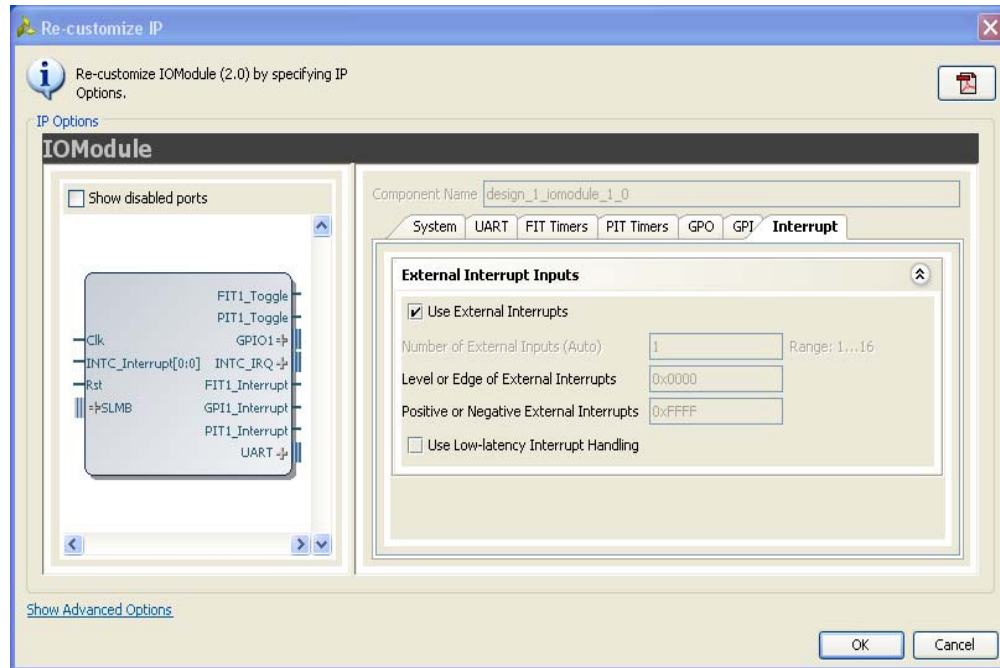 Re-customize IP
Re-customize IOModule (2.0) by specifying IP
Options.
IP Options
IOModule
Show disabled ports
FIT1_Toggle
PIT1_Toggle
Clk
GPIO1
INTC_Interrupt[0:0]
INTC_IRQ
Rst
FIT1_Interrupt
SLMB
GPI1_Interrupt
PIT1_Interrupt
UART
Component Name design_1_iomodule_1_0
System UART FIT Timers PIT Timers GPO GPI Interrupt
External Interrupt Inputs
Use External Interrupts
Number of External Inputs (Auto) 1 Range: 1...16
Level or Edge of External Interrupts 0x0000
Positive or Negative External Interrupts 0xFFFF
Use Low-latency Interrupt Handling
Show Advanced Options
OK Cancel